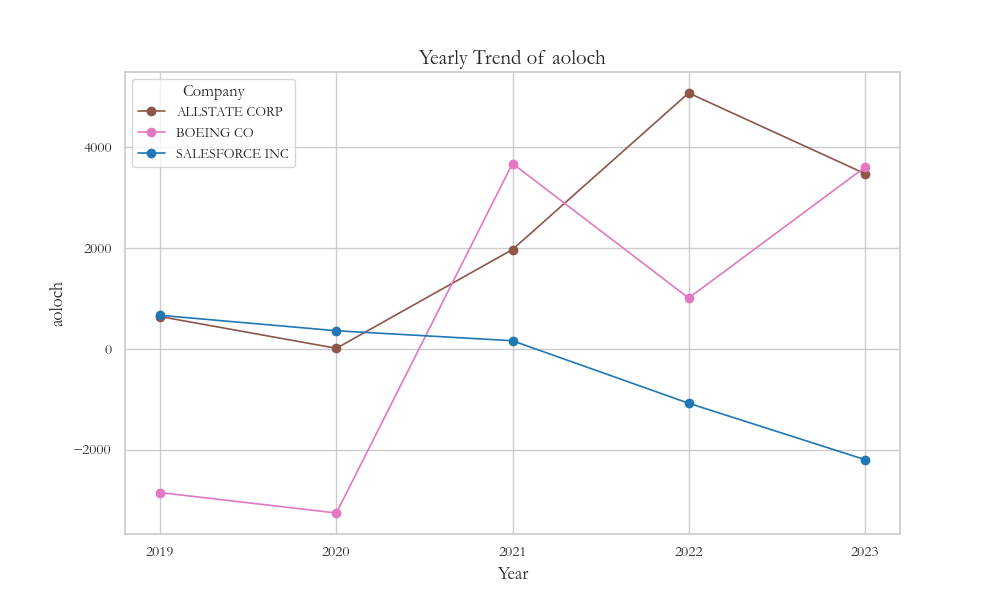 Yearly Trend of aoloch
Company
ALLSTATE CORP
BOEING CO
SALESFORCE INC
4000
2000
0
−2000
aoloch
2019 2020 2021 2022 2023
Year